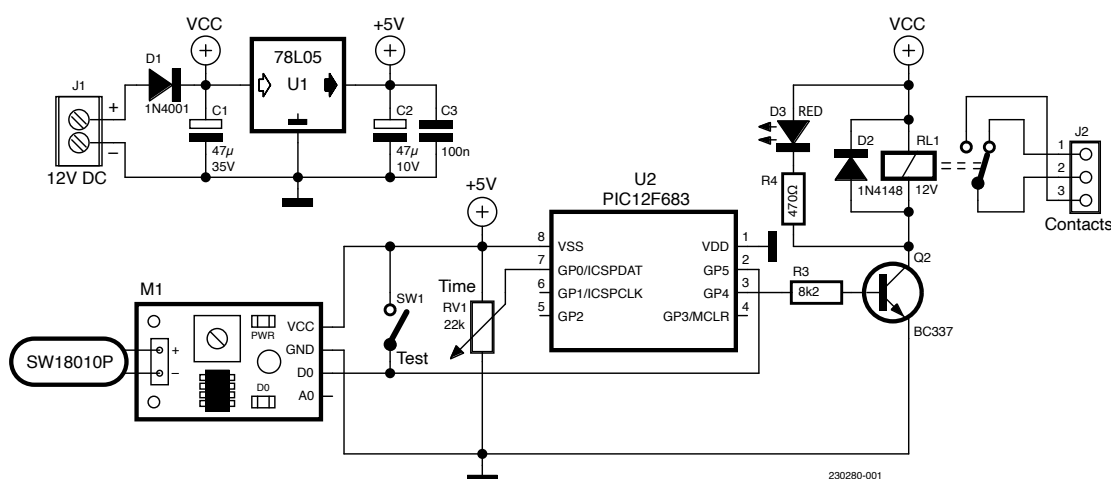 VCC
+5V
D1
78L05
U1
J1
+
1N4001
C1
C2
C3
–
47µ
35V
47µ
10V
100n
12V DC
VCC
D3
RED
D2
RL1
J2
1
2
3
1N4148
12V
R4
470Ω
Contacts
+5V
U2
PIC12F683
8
VSS
VDD
1
7
GP0/ICSPDAT
GP5
2
6
GP1/ICSPCLK
GP4
3
5
GP2
GP3/MCLR
4
R3
8k2
Q2
BC337
M1
SW1
Time
RV1
22k
Test
VCC
PWR
GND
SW18010P
+
–
D0
D0
A0
230280-001